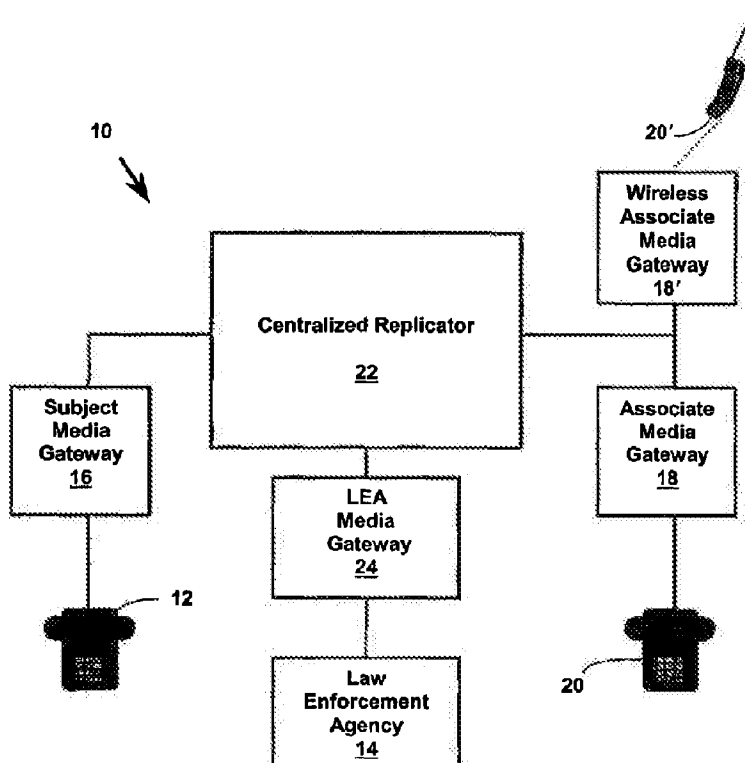 20'
10
Wireless
Associate
Media
Gateway
18'
Centralized Replicator
22
Subject
Media
Gateway
16
Associate
Media
Gateway
18
LEA
Media
Gateway
24
12
Law
Enforcement
Agency
14
20